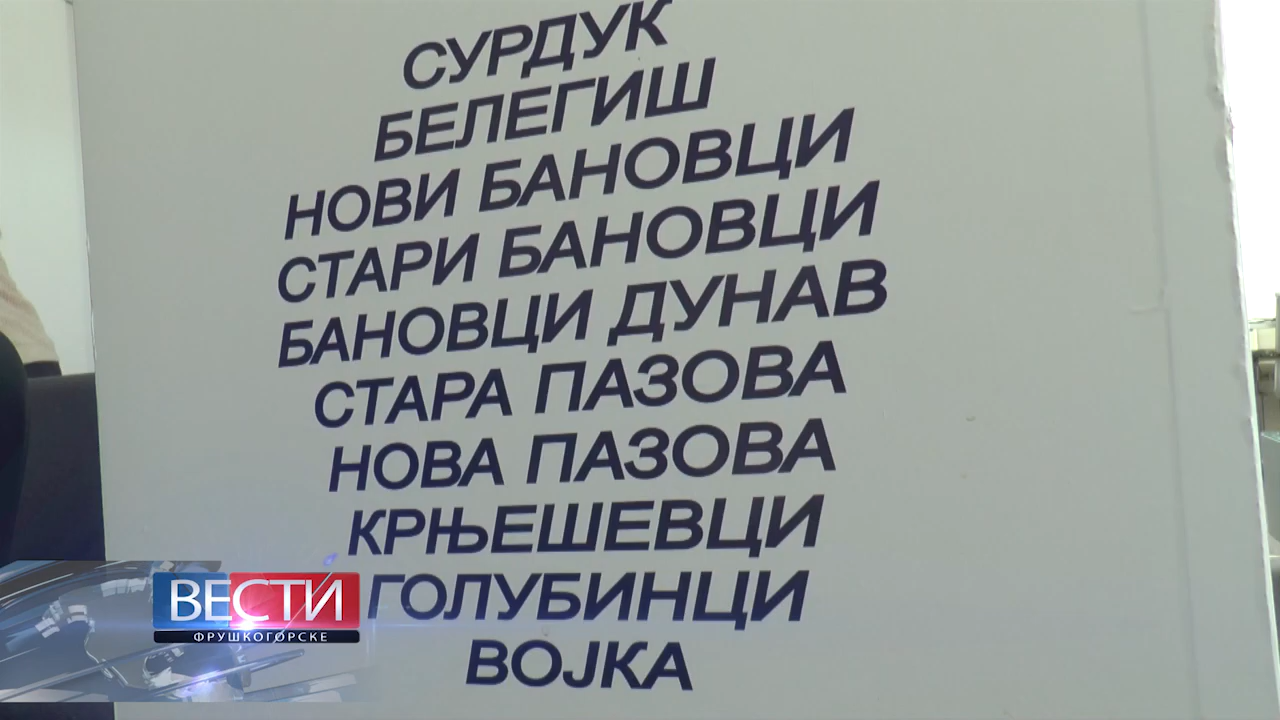 СУРДУК
БЕЛЕГИШ
НОВИ БАНОВЦИ
СТАРИ БАНОВЦИ
БАНОВЦИ ДУНАВ
СТАРА ПАЗОВА
НОВА ПАЗОВА
КРЊЕШЕВЦИ
ГОЛУБИНЦИ
ВОЈКА
ВЕСТИ
ФРУШКОГОРСКЕ